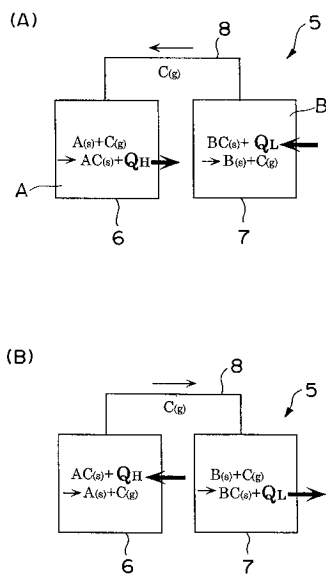 (A)
8
5
C(g)
B
A(s)+C(g)
→ AC(s)+QH
BC(s)+ QL
→ B(s)+C(g)
A
6
7
(B)
8
5
C(g)
AC(s)+ QH
→ A(s)+C(g)
B(s)+C(g)
→ BC(s)+QL
6
7